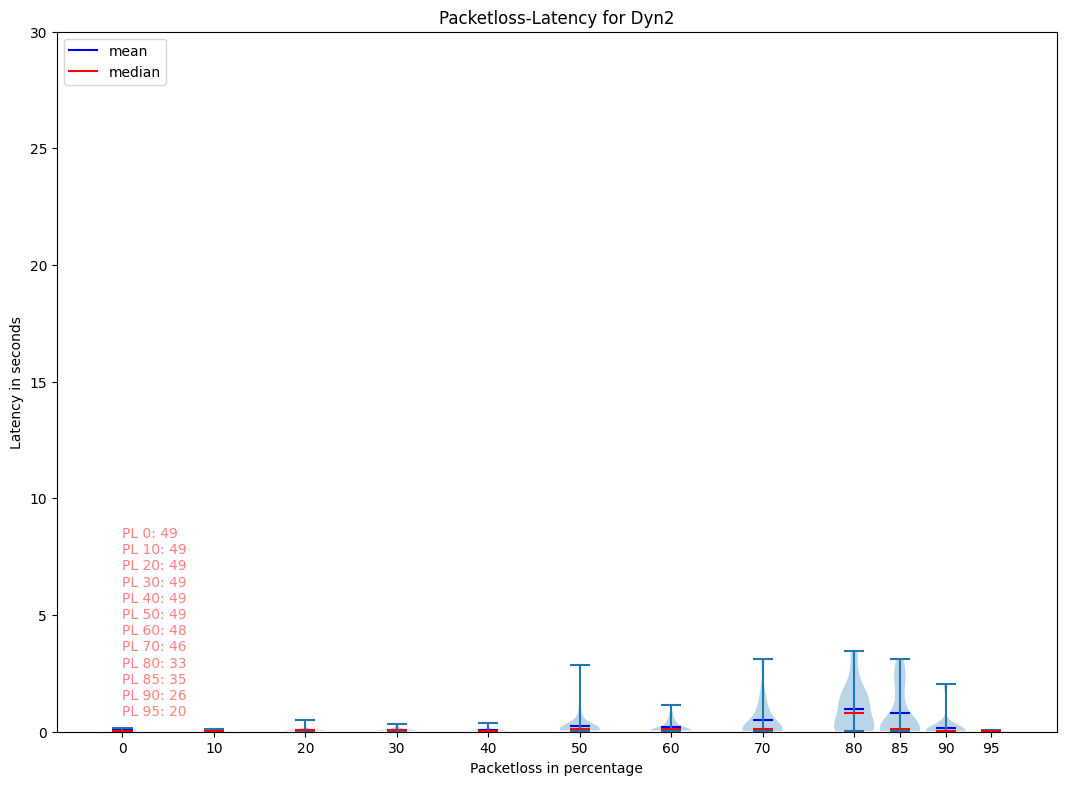 Packetloss-Latency for Dyn2
mean
median
30
25
20
15
10
5
0
Latency in seconds
PL 0: 49
PL 10: 49
PL 20: 49
PL 30: 49
PL 40: 49
PL 50: 49
PL 60: 48
PL 70: 46
PL 80: 33
PL 85: 35
PL 90: 26
PL 95: 20
0 10 20 30 40 50 60 70 80 85 90 95
Packetloss in percentage